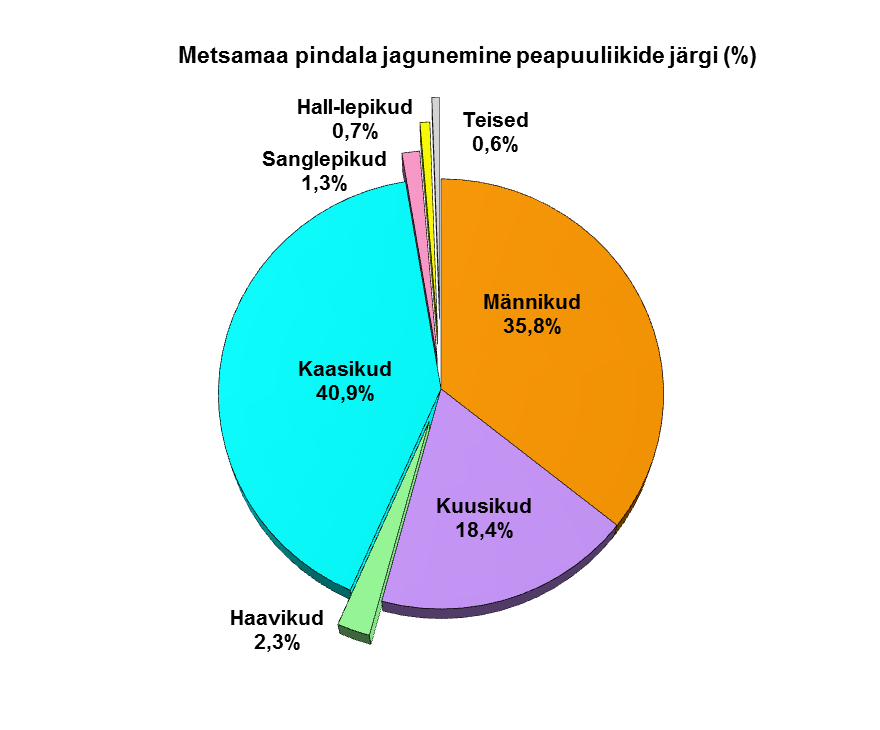 Metsamaa pindala jagunemine peapuuliikide järgi (%)
Hall-lepikud
0,7%
Teised
0,6%
Sanglepikud
1,3%
Männikud
35,8%
Kaasikud
40,9%
Kuusikud
18,4%
Haavikud
2,3%